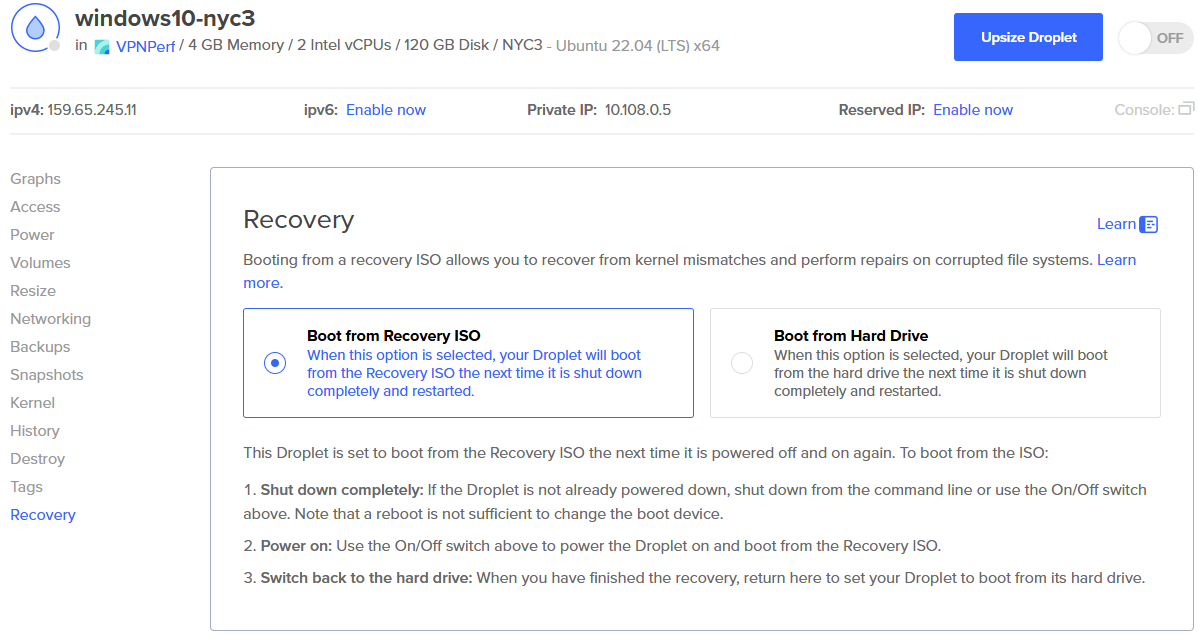 windows10-nyc3
in VPNPerf / 4 GB Memory / 2 Intel vCPUs / 120 GB Disk / NYC3 - Ubuntu 22.04 (LTS) x64
Upsize Droplet
OFF
ipv4: 159.65.245.11
ipv6: Enable now
Private IP: 10.108.0.5
Reserved IP: Enable now
Console:
Graphs
Access
Power
Volumes
Resize
Networking
Backups
Snapshots
Kernel
History
Destroy
Tags
Recovery
Recovery
Learn
Booting from a recovery ISO allows you to recover from kernel mismatches and perform repairs on corrupted file systems. Learn
more.
Boot from Recovery ISO
When this option is selected, your Droplet will boot
from the Recovery ISO the next time it is shut down
completely and restarted.
Boot from Hard Drive
When this option is selected, your Droplet will boot
from the hard drive the next time it is shut down
completely and restarted.
This Droplet is set to boot from the Recovery ISO the next time it is powered off and on again. To boot from the ISO:
1. Shut down completely: If the Droplet is not already powered down, shut down from the command line or use the On/Off switch
above. Note that a reboot is not sufficient to change the boot device.
2. Power on: Use the On/Off switch above to power the Droplet on and boot from the Recovery ISO.
3. Switch back to the hard drive: When you have finished the recovery, return here to set your Droplet to boot from its hard drive.